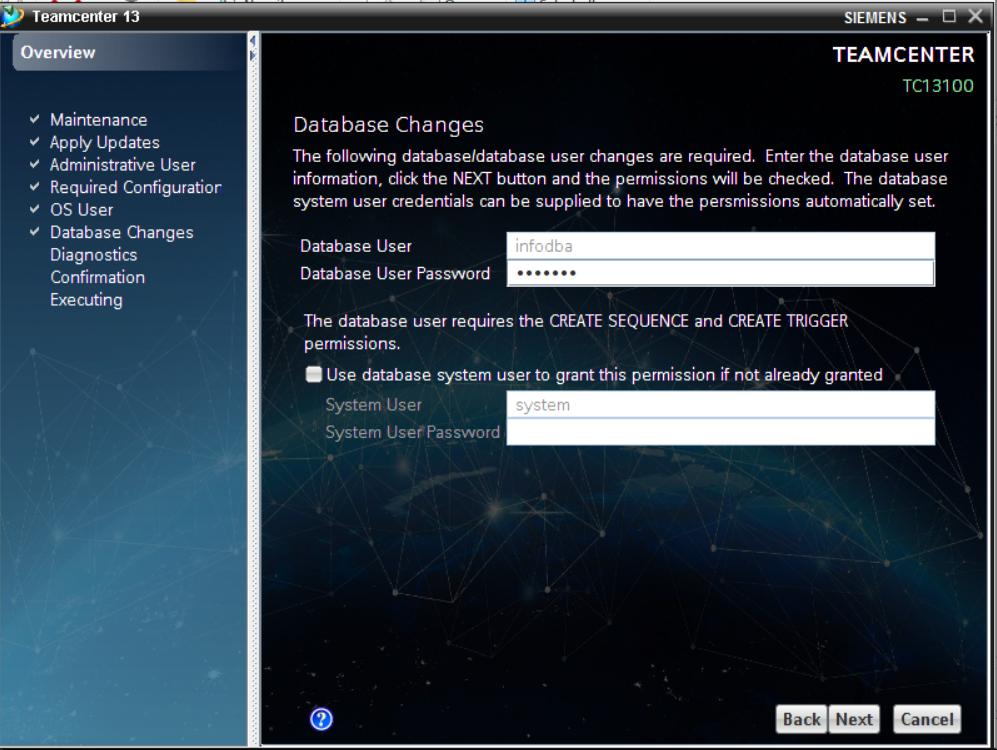 Teamcenter 13
SIEMENS
Overview
TEAMCENTER
TC13100
Maintenance
Apply Updates
Administrative User
Required Configuration
OS User
Database Changes
Diagnostics
Confirmation
Executing
Database Changes
The following database/database user changes are required. Enter the database user
information, click the NEXT button and the permissions will be checked. The database
system user credentials can be supplied to have the persmissions automatically set.
Database User infodba
Database User Password •••••••
The database user requires the CREATE SEQUENCE and CREATE TRIGGER
permissions.
Use database system user to grant this permission if not already granted
System User system
System User Password
? Back Next Cancel